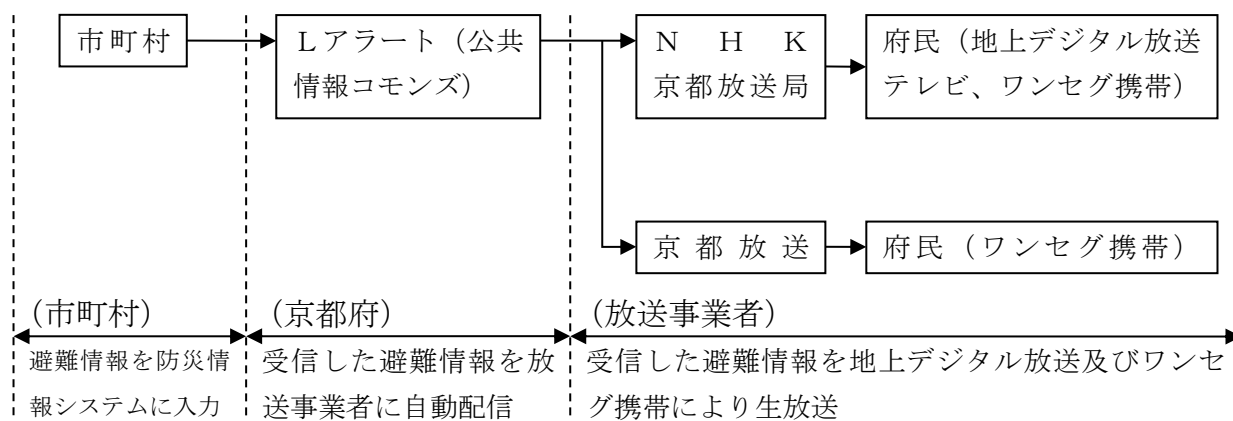 市町村
Lアラート（公共
情報コモンズ）
ＮＨＫ
京都放送局
府民（地上デジタル放送
テレビ、ワンセグ携帯）
京都放送
府民（ワンセグ携帯）
(市町村)
避難情報を防災情
報システムに入力
(京都府)
受信した避難情報を放
送事業者に自動配信
(放送事業者)
受信した避難情報を地上デジタル放送及びワンセ
グ携帯により生放送